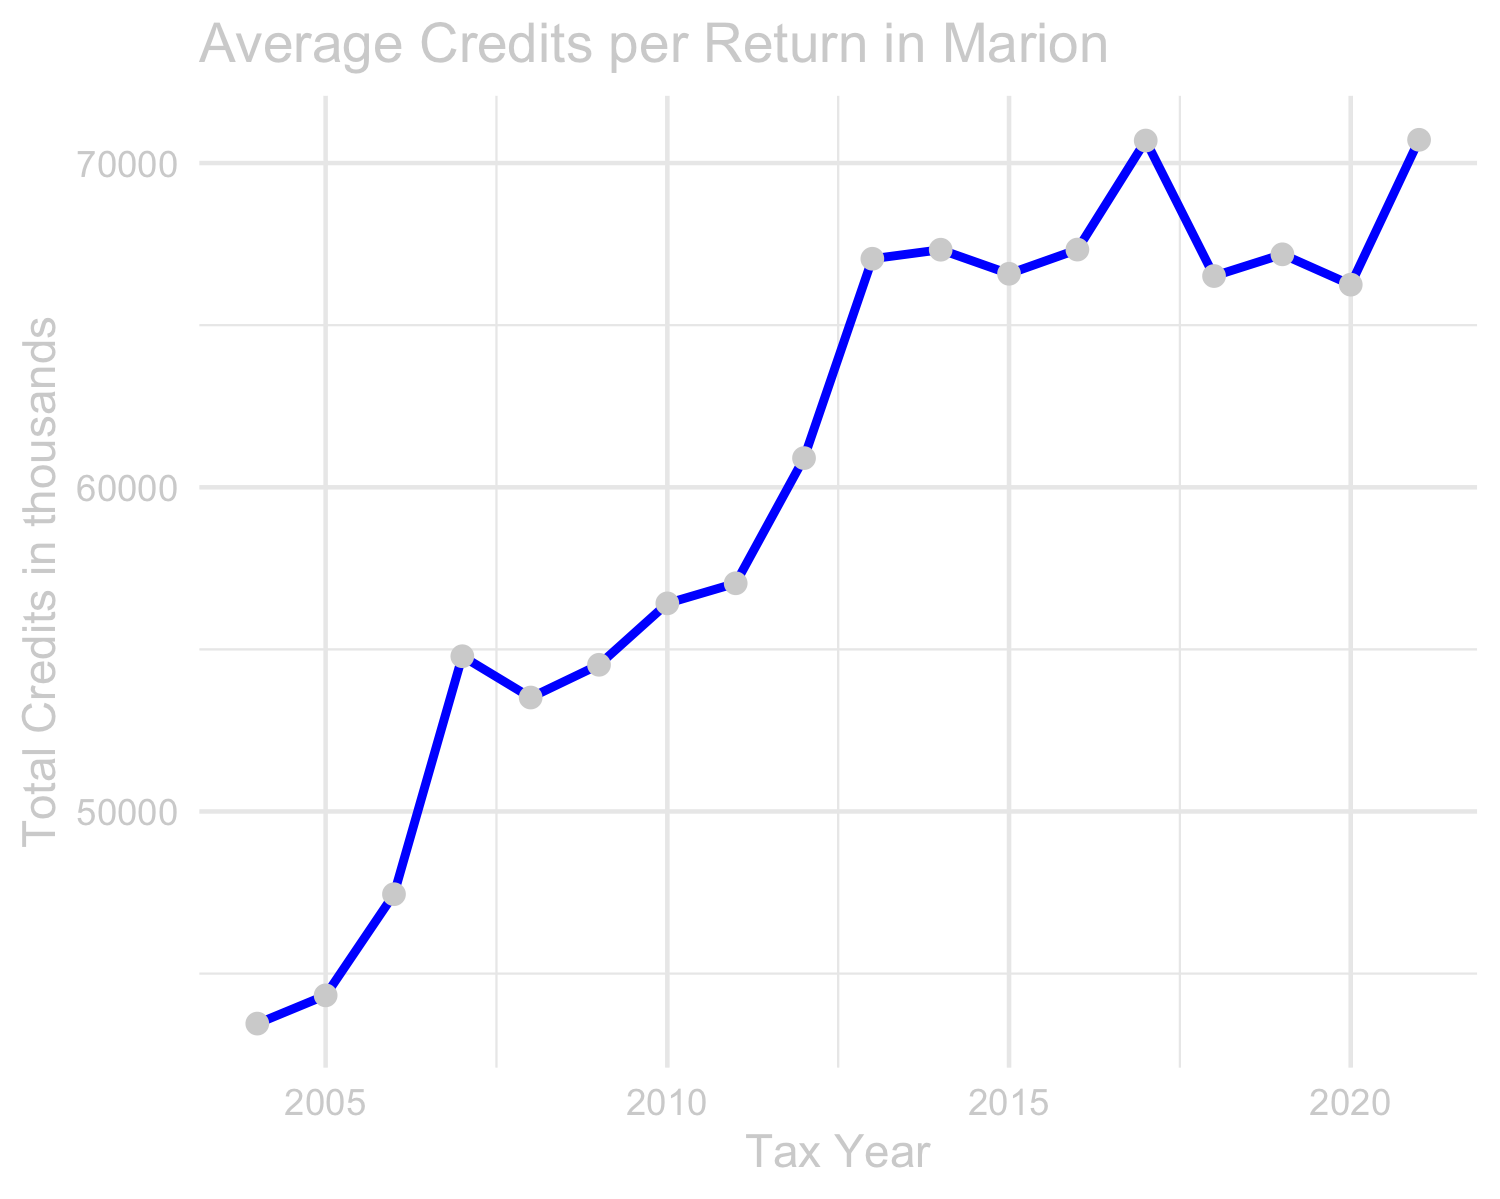 Average Credits per Return in Marion
Total Credits in thousands
70000
60000
50000
2005 2010 2015 2020
Tax Year